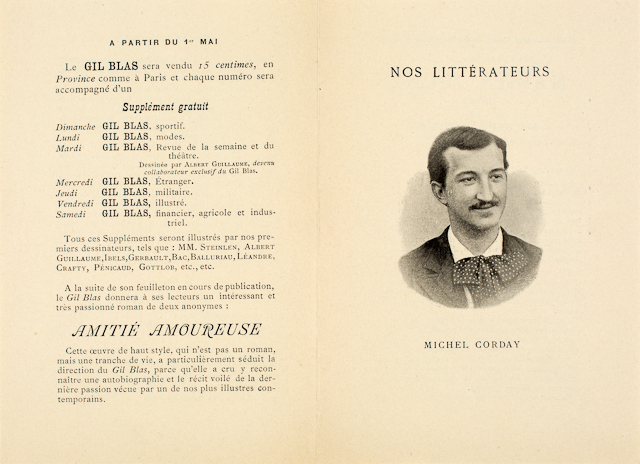 A PARTIR DU 1er MAI
Le GIL BLAS sera vendu 15 centimes, en
Province comme à Paris et chaque numéro sera
accompagné d'un
Supplément gratuit
Dimanche GIL BLAS, sportif.
Lundi GIL BLAS, modes.
Mardi GIL BLAS, Revue de la semaine et du
théâtre.
Dessinée par ALBERT GUILLAUME, devenu
collaborateur exclusif du Gil Blas.
Mercredi GIL BLAS, Étranger.
Jeudi GIL BLAS, militaire.
Vendredi GIL BLAS, illustré.
Samedi GIL BLAS, financier, agricole et indus-
triel.
Tous ces Suppléments seront illustrés par nos pre-
miers dessinateurs, tels que : MM. STEINLEN, ALBERT
GUILLAUME, IBELS, GERBAULT, BAC, BALLURIAU, LÉANDRE,
CRAFTY, PÉNICAUD, GOTTLOB, etc., etc.
A la suite de son feuilleton en cours de publication,
le Gil Blas donnera à ses lecteurs un intéressant et
très passionné roman de deux anonymes :
AMITIÉ AMOUREUSE
Cette œuvre de haut style, qui n'est pas un roman,
mais une tranche de vie, a particulièrement séduit la
direction du Gil Blas, parce qu'elle a cru y recon-
naître une autobiographie et le récit voilé de la der-
nière passion vécue par un de nos plus illustres con-
temporains.
NOS LITTÉRATEURS
MICHEL CORDAY